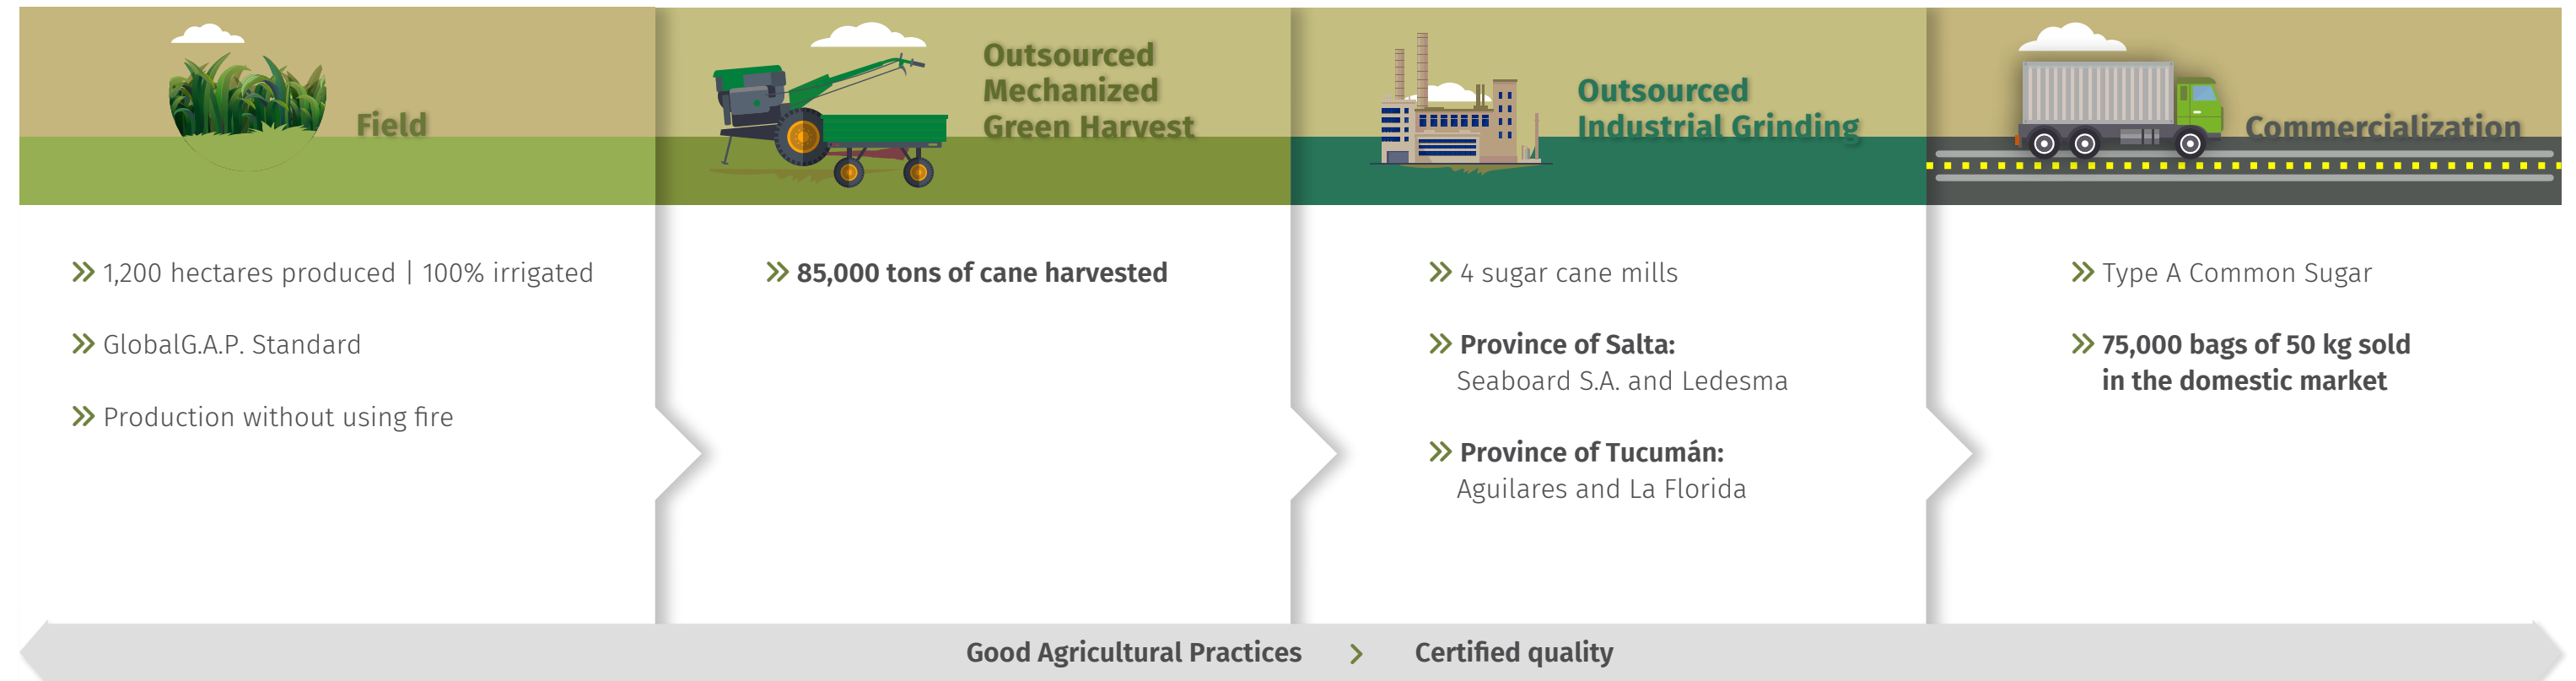 Field
Outsourced
Mechanized
Green Harvest
Outsourced
Industrial Grinding
Commercialization
1,200 hectares produced | 100% irrigated
GlobalG.A.P. Standard
Production without using fire
85,000 tons of cane harvested
4 sugar cane mills
Province of Salta:
Seaboard S.A. and Ledesma
Province of Tucumán:
Aguilares and La Florida
Type A Common Sugar
75,000 bags of 50 kg sold
in the domestic market
Good Agricultural Practices > Certified quality